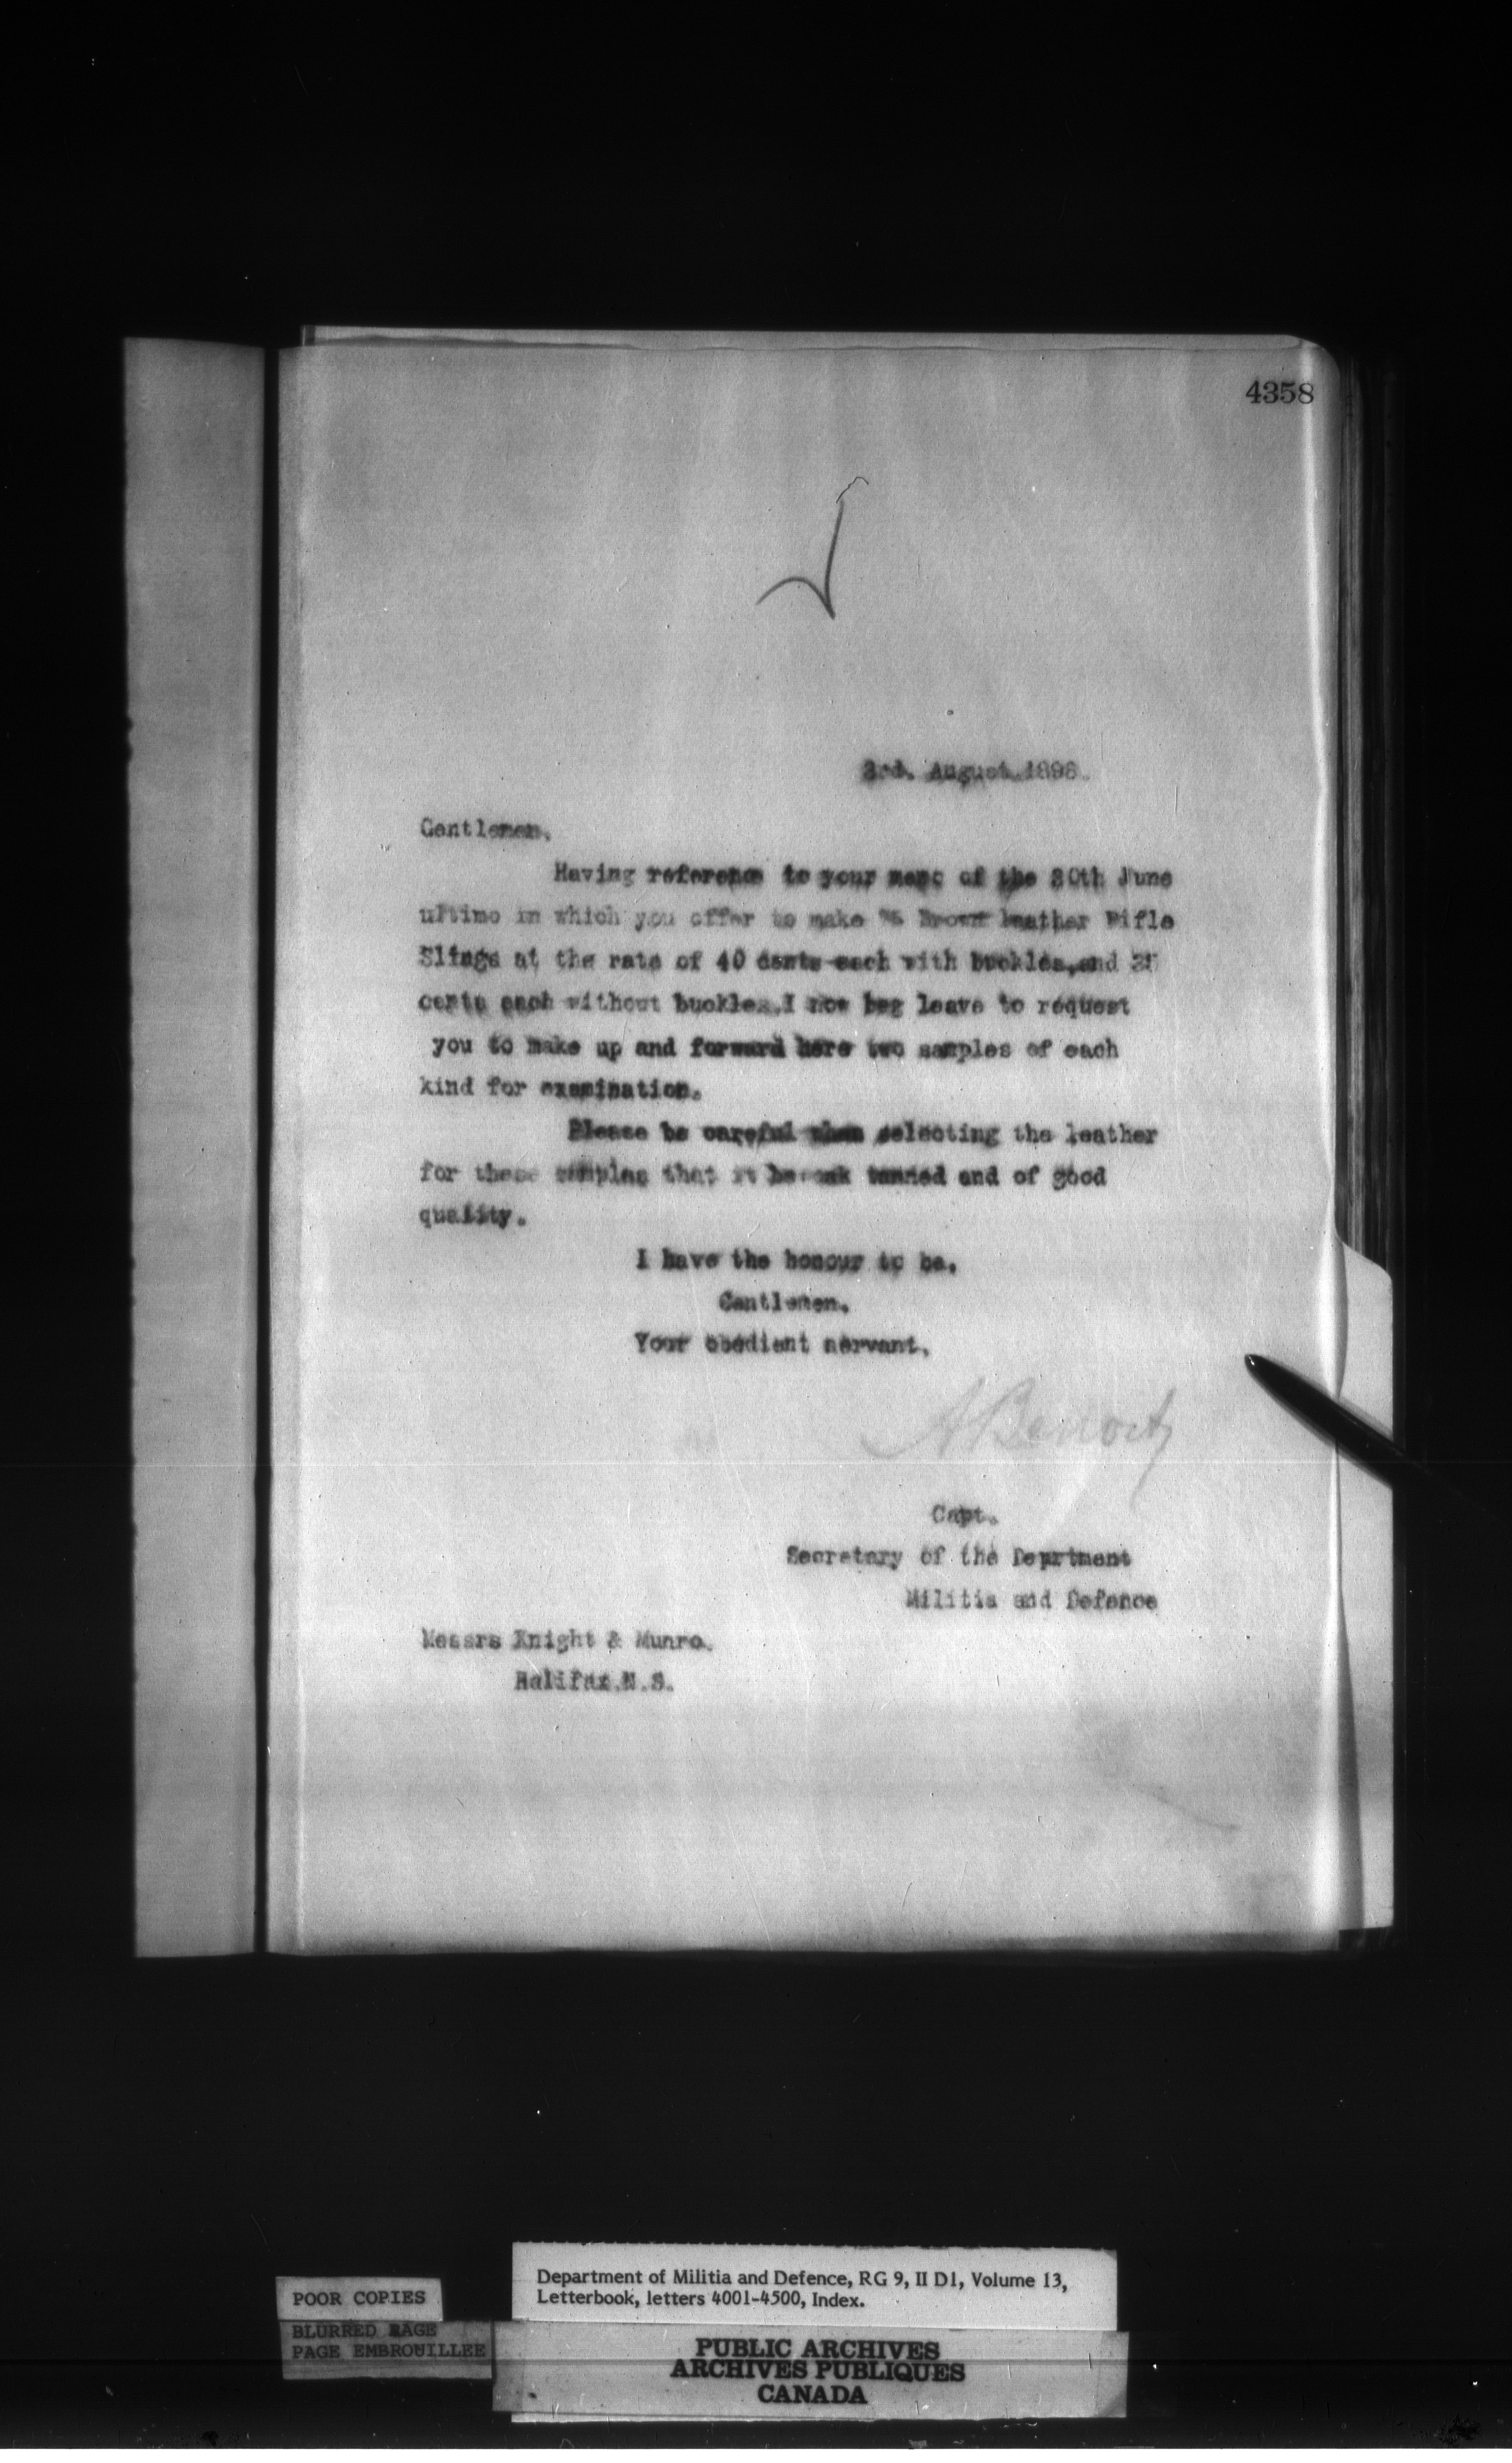 4358
3rd. August.1898.
Gentlemen.
Having reference to your memo of the 30th June
ultimo in which you offer to make Brown Leather Rifle
Slings at the rate of 40 cents each with buckles,and 35
cents each without buckles.I now beg leave to request
you to make up and forward here two samples of each
kind for examination.
Please be careful when selecting the leather
for these samples that it be oak tanned and of good
quality.
I have the honour to be.
Gentlemen.
Your obedient servant.
A Benoit
Capt.
Secretary of the Deprtment
Militia and Defence
Messrs Knight & Munro.
Halifax.N.S.
Department of Militia and Defence, RG 9, II D1, Volume 13,
Letterbook, letters 4001-4500, Index.
POOR COPIES
BLURRED PAGE
PAGE EMBROUILLEE
PUBLIC ARCHIVES
ARCHIVES PUBLIQUES
CANADA